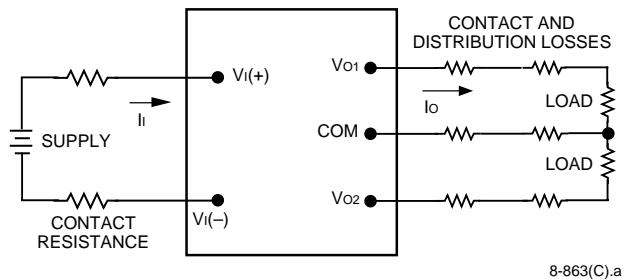 CONTACT AND
DISTRIBUTION LOSSES
VI(+)
VO1
II
IO
LOAD
SUPPLY
COM
LOAD
VI(–)
VO2
CONTACT
RESISTANCE
8-863(C).a